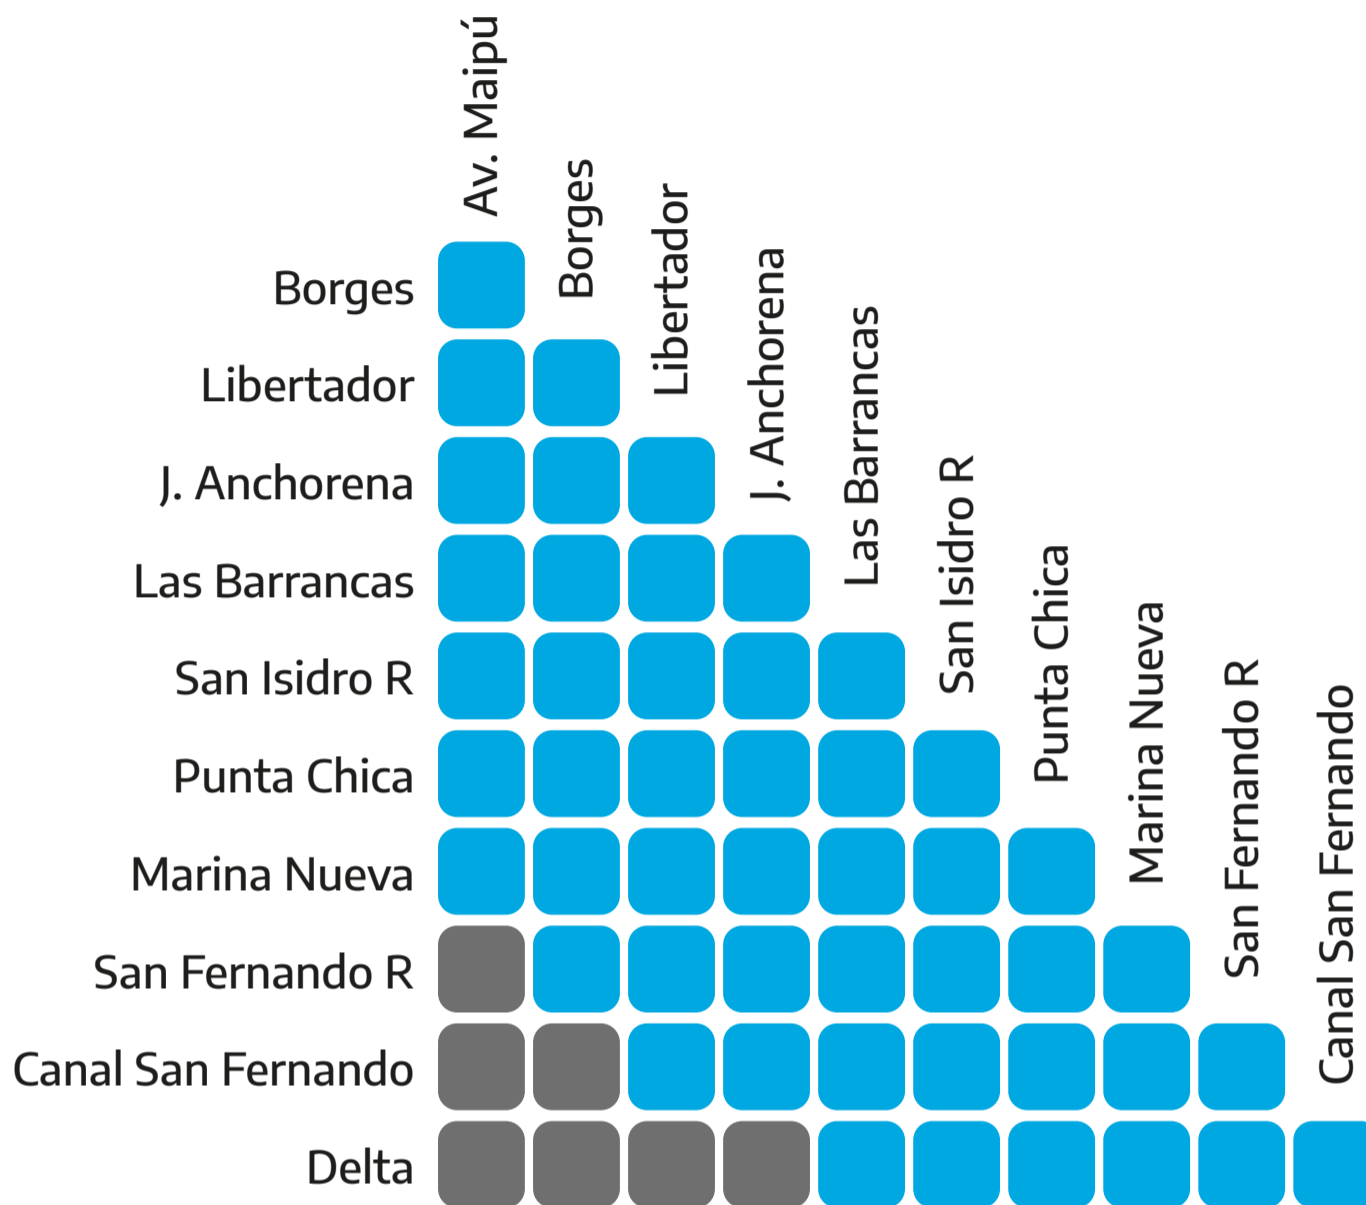 Av. Maipú
Borges
Libertador
J. Anchorena
Las Barrancas
San Isidro R
Punta Chica
Marina Nueva
San Fernando R
Canal San Fernando
Borges
Libertador
J. Anchorena
Las Barrancas
San Isidro R
Punta Chica
Marina Nueva
San Fernando R
Canal San Fernando
Delta